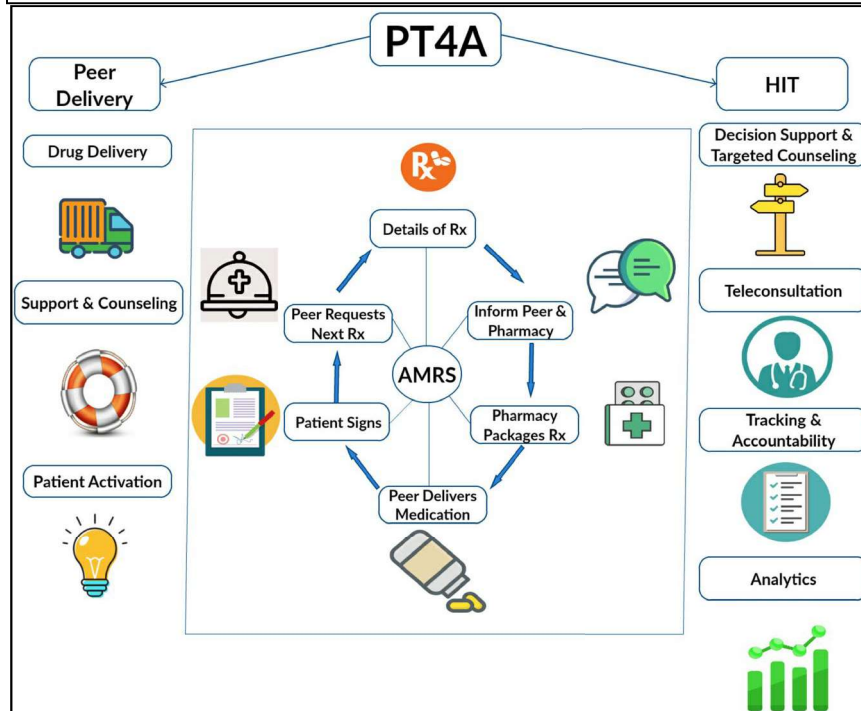 PT4A
Peer
Delivery
HIT
Drug Delivery
Support & Counseling
Patient Activation
Rx
Details of Rx
Inform Peer &
Pharmacy
Pharmacy
Packages Rx
Peer Delivers
Medication
Patient Signs
Peer Requests
Next Rx
AMRS
Decision Support &
Targeted Counseling
Teleconsultation
Tracking &
Accountability
Analytics